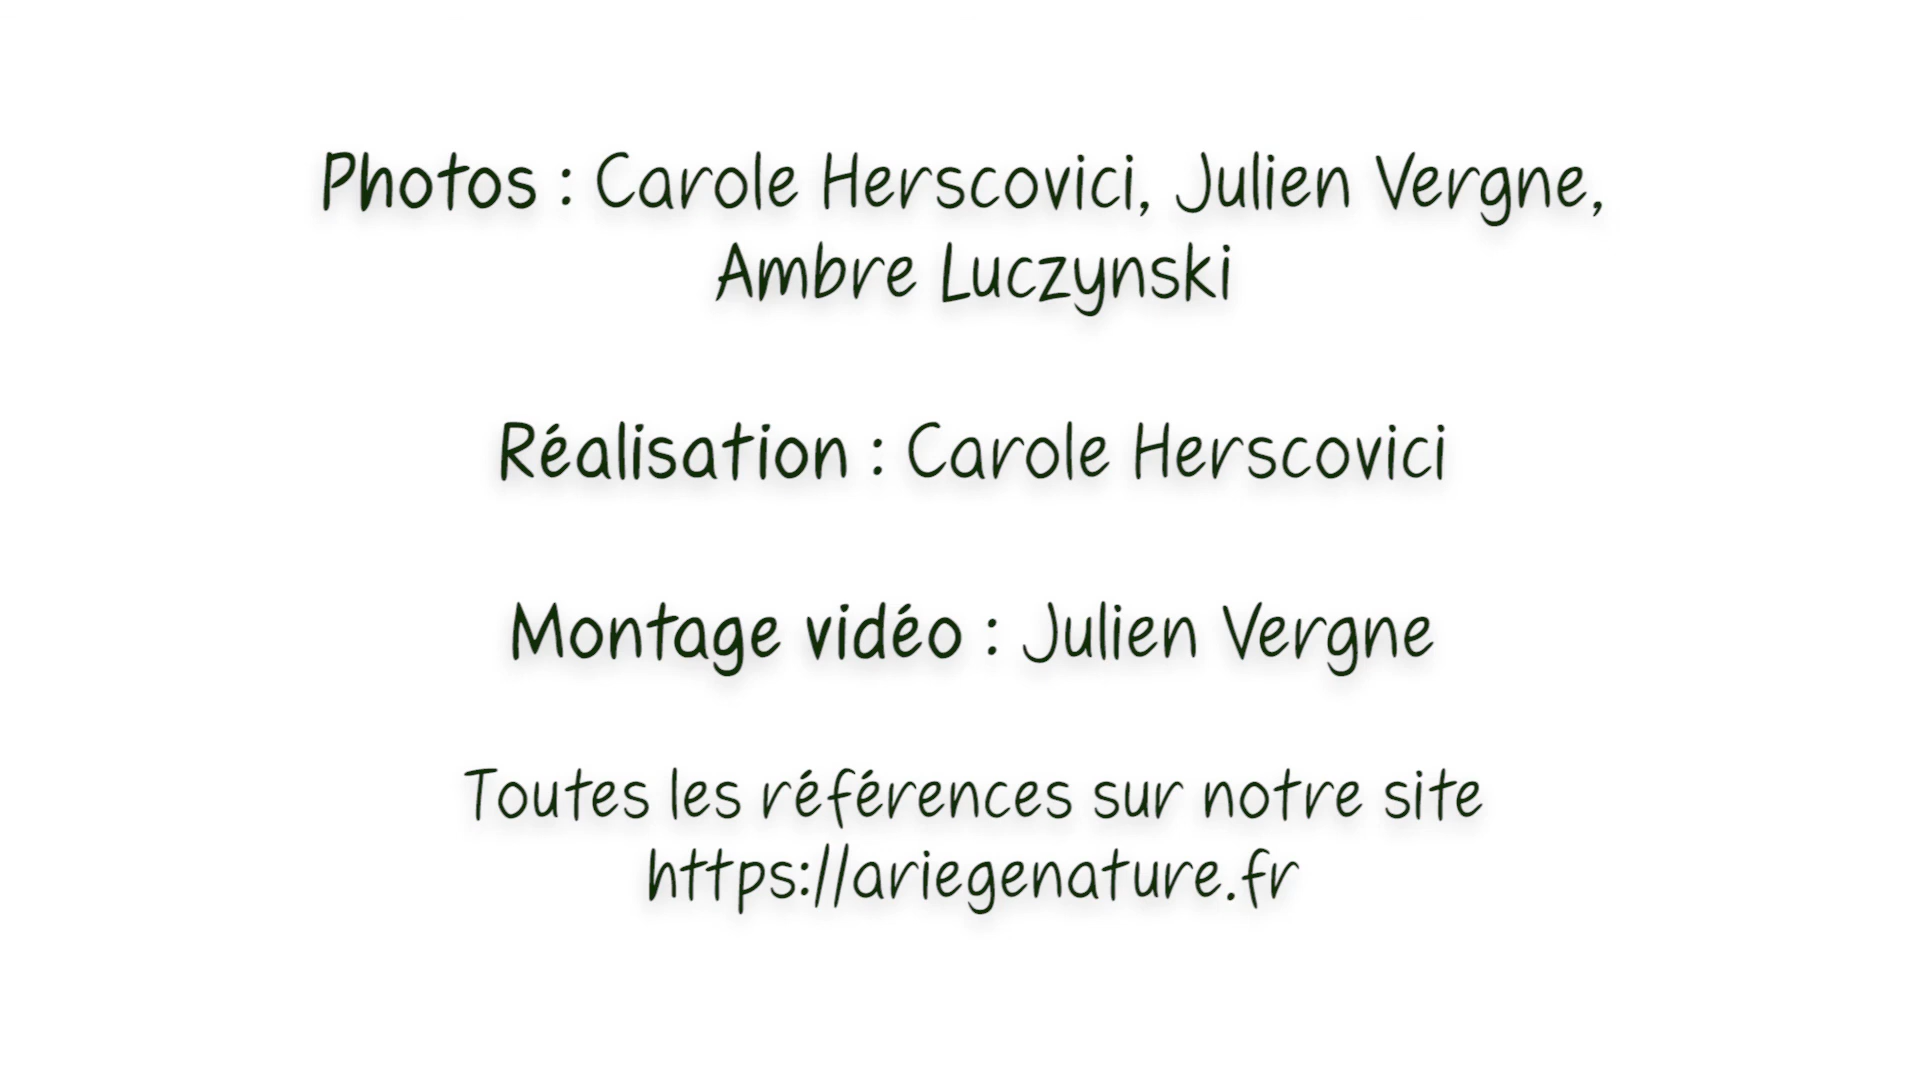 Photos : Carole Herscovici, Julien Vergne,
Ambre Luczynski
Réalisation : Carole Herscovici
Montage vidéo : Julien Vergne
Toutes les références sur notre site
https://ariegenature.fr